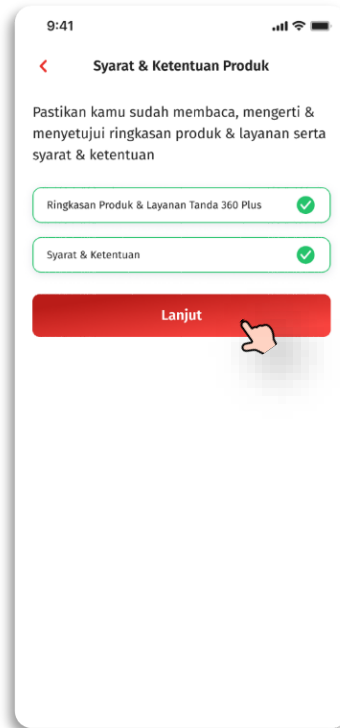 9:41
Syarat & Ketentuan Produk
Pastikan kamu sudah membaca, mengerti &
menyetujui ringkasan produk & layanan serta
syarat & ketentuan
Ringkasan Produk & Layanan Tanda 360 Plus
Syarat & Ketentuan
Lanjut